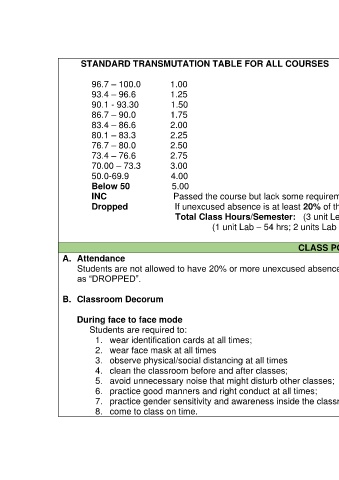 STANDARD TRANSMUTATION TABLE FOR ALL COURSES
96.7 – 100.0 1.00
93.4 – 96.6 1.25
90.1 - 93.30 1.50
86.7 – 90.0 1.75
83.4 – 86.6 2.00
80.1 – 83.3 2.25
76.7 – 80.0 2.50
73.4 – 76.6 2.75
70.00 – 73.3 3.00
50.0-69.9 4.00
Below 50 5.00
INC Passed the course but lack some
Dropped If unexcused absence is at least 20% of
Total Class Hours/Semester: (3 unit
(1 unit Lab – 54 hrs; 2 units Lab
CLASS
A. Attendance
Students are not allowed to have 20% or more unexcused
as “DROPPED”.
B. Classroom Decorum
During face to face mode
Students are required to:
1. wear identification cards at all times;
2. wear face mask at all times
3. observe physical/social distancing at all times
4. clean the classroom before and after classes;
5. avoid unnecessary noise that might disturb other classes;
6. practice good manners and right conduct at all times;
7. practice gender sensitivity and awareness inside the
8. come to class on time.